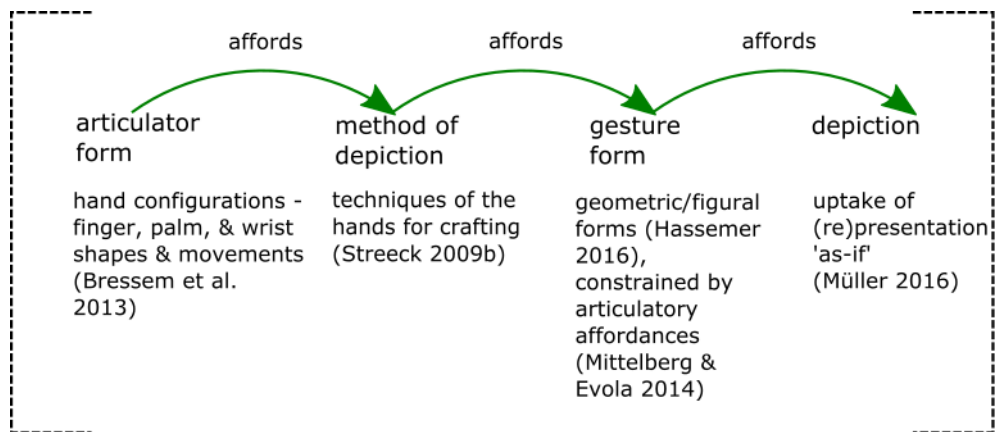 affords
affords
affords
articulator
form
method of
depiction
gesture
form
depiction
hand configurations -
finger, palm, & wrist
shapes & movements
(Bressem et al.
2013)
techniques of the
hands for crafting
(Streeck 2009b)
geometric/figural
forms (Hassemer
2016),
constrained by
articulatory
affordances
(Mittelberg &
Evola 2014)
uptake of
(re)presentation
'as-if'
(Müller 2016)